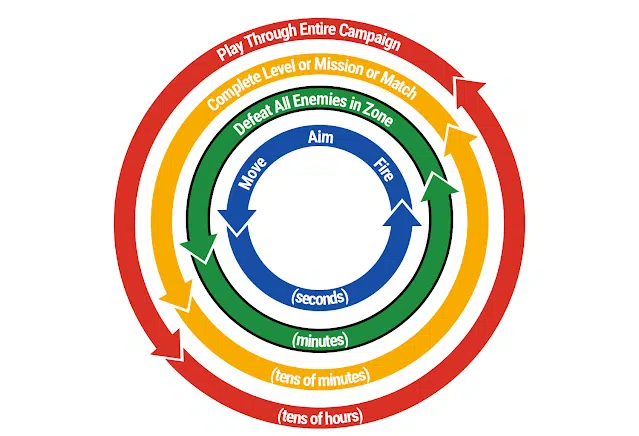 Play Through Entire Campaign
Complete Level or Mission or Match
Defeat All Enemies in Zone
Move Aim Fire
(seconds)
(minutes)
(tens of minutes)
(tens of hours)